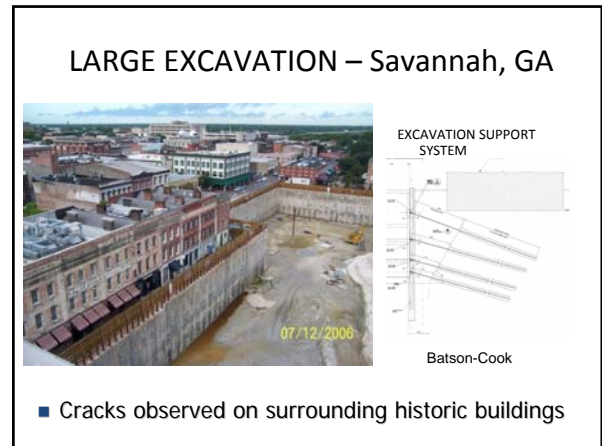 LARGE EXCAVATION – Savannah, GA
EXCAVATION SUPPORT
SYSTEM
07/12/2006
Batson-Cook
■ Cracks observed on surrounding historic buildings